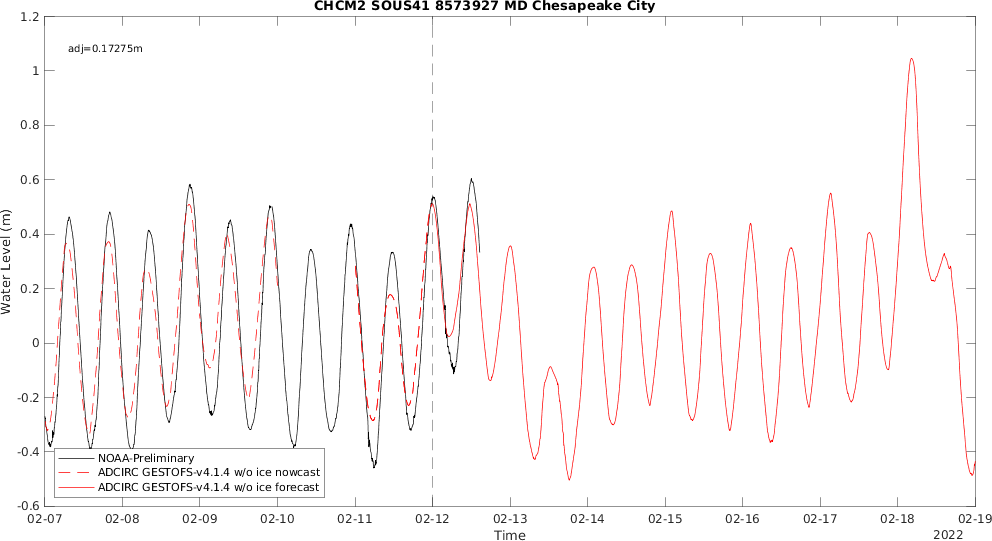 CHCM2 SOUS41 8573927 MD Chesapeake City
1.2
1
0.8
0.6
0.4
0.2
0
-0.2
-0.4
-0.6
Water Level (m)
adj=0.17275m
NOAA-Preliminary
ADCIRC GESTOFS-v4.1.4 w/o ice nowcast
ADCIRC GESTOFS-v4.1.4 w/o ice forecast
02-07 02-08 02-09 02-10 02-11 02-12 02-13 02-14 02-15 02-16 02-17 02-18 02-19
Time
2022